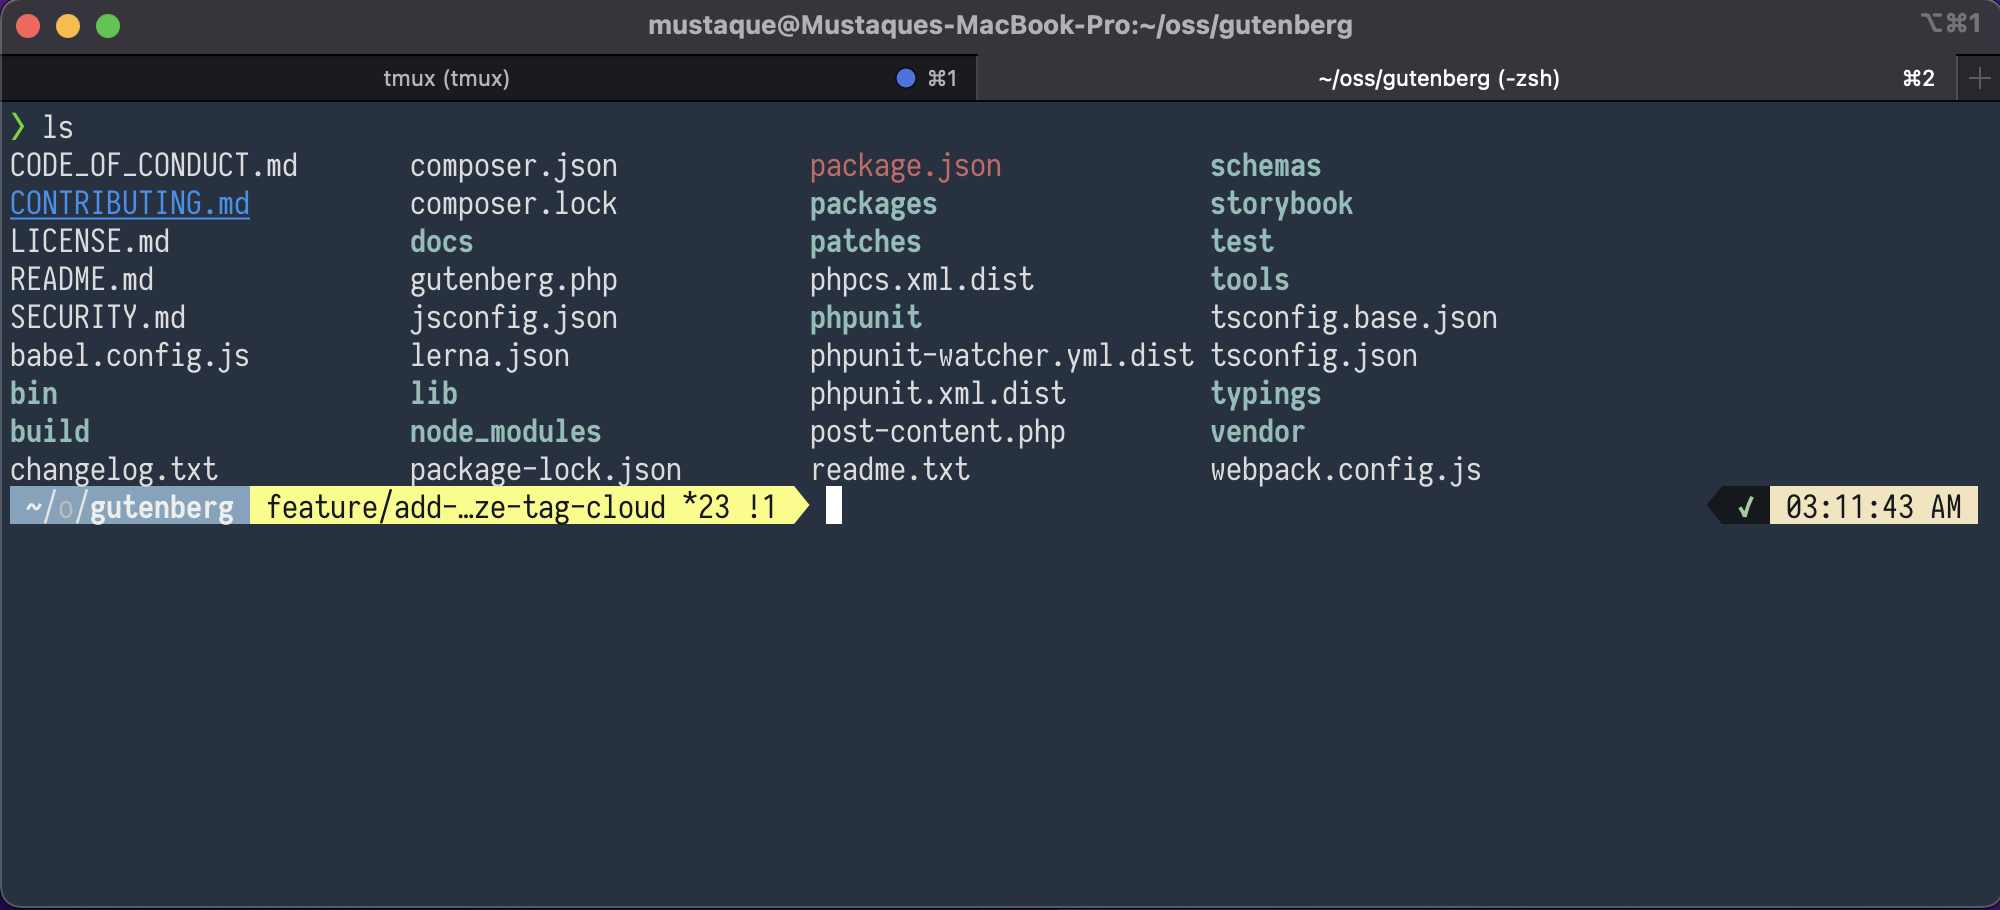 mustaque@Mustaques-MacBook-Pro:~/oss/gutenberg ⌥⌘1
tmux (tmux) ⌘1 ~/oss/gutenberg (-zsh) ⌘2 +
❯ ls
CODE_OF_CONDUCT.md composer.json package.json schemas
CONTRIBUTING.md composer.lock packages storybook
LICENSE.md docs patches test
README.md gutenberg.php phpcs.xml.dist tools
SECURITY.md jsconfig.json phpunit tsconfig.base.json
babel.config.js lerna.json phpunit-watcher.yml.dist tsconfig.json
bin lib phpunit.xml.dist typings
build node_modules post-content.php vendor
changelog.txt package-lock.json readme.txt webpack.config.js
~/o/gutenberg feature/add-…ze-tag-cloud *23 !1 ✓ 03:11:43 AM